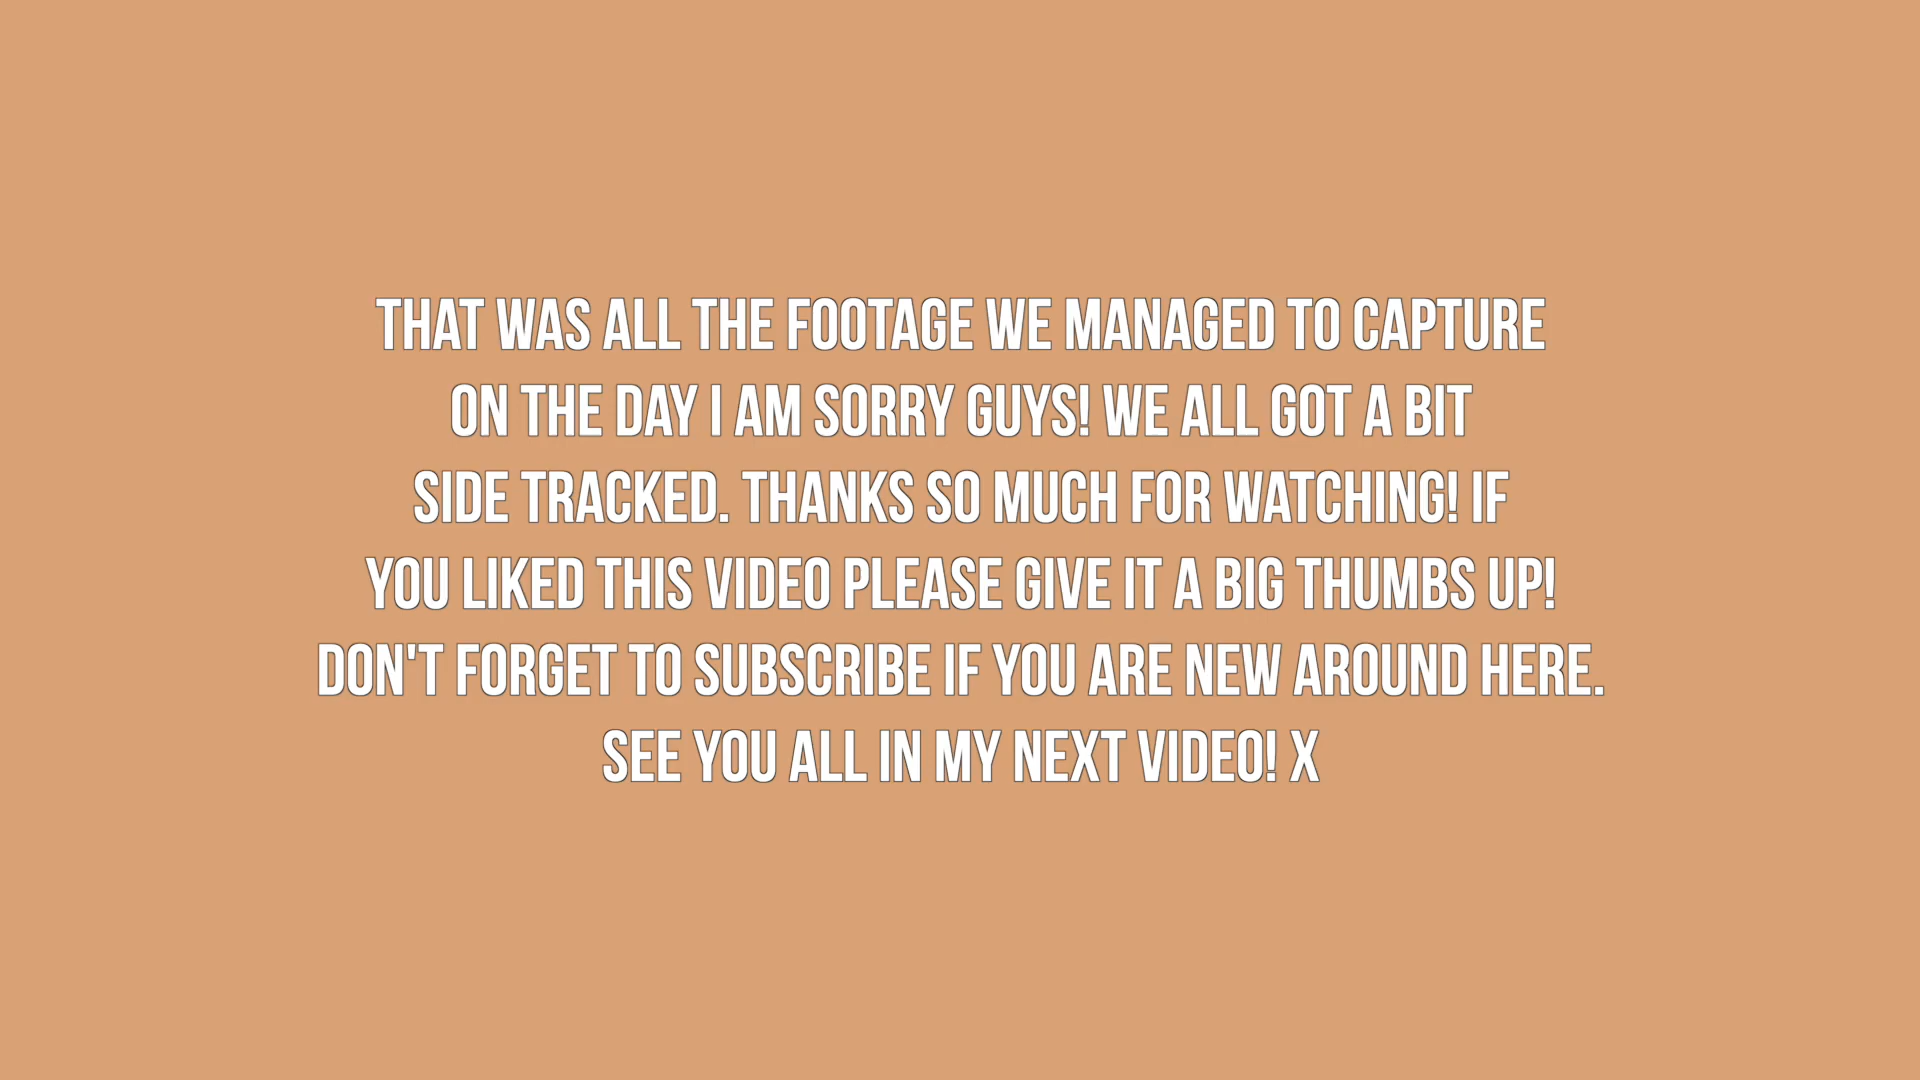 THAT WAS ALL THE FOOTAGE WE MANAGED TO CAPTURE
ON THE DAY I AM SORRY GUYS! WE ALL GOT A BIT
SIDE TRACKED. THANKS SO MUCH FOR WATCHING! IF
YOU LIKED THIS VIDEO PLEASE GIVE IT A BIG THUMBS UP!
DON'T FORGET TO SUBSCRIBE IF YOU ARE NEW AROUND HERE.
SEE YOU ALL IN MY NEXT VIDEO! X